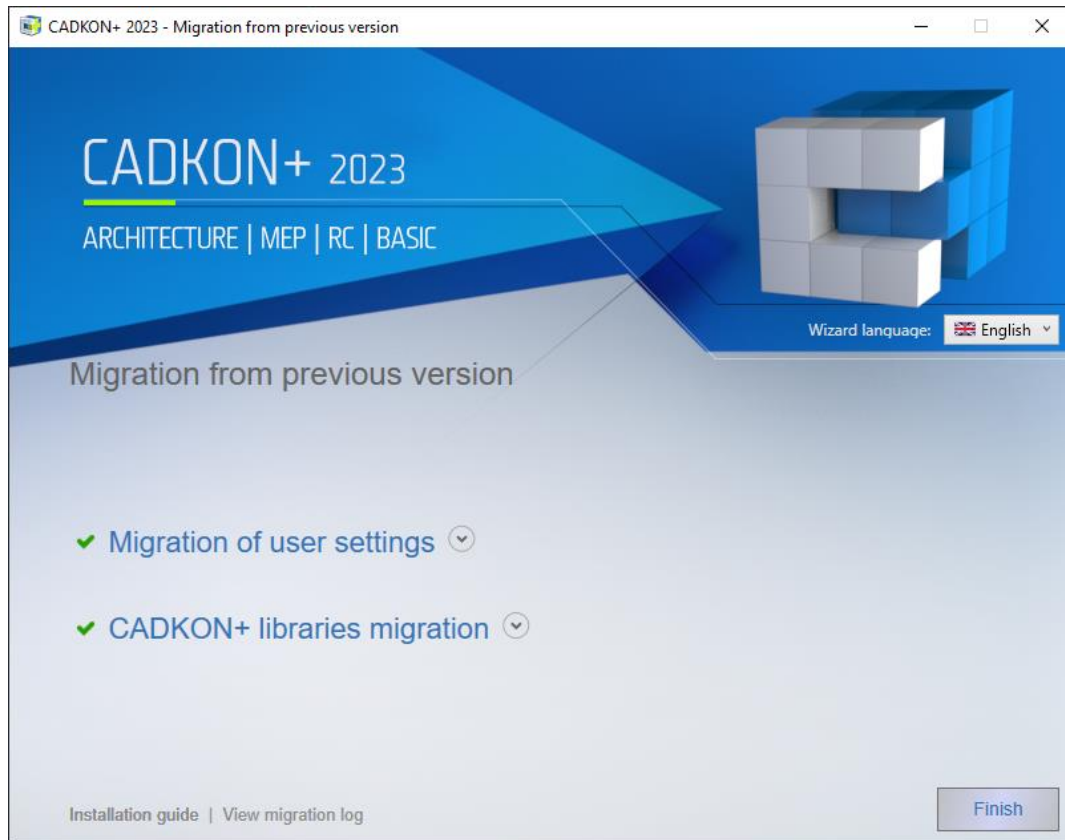 CADKON+ 2023 - Migration from previous version
CADKON+ 2023
ARCHITECTURE | MEP | RC | BASIC
Wizard language: English
Migration from previous version
Migration of user settings
CADKON+ libraries migration
Installation guide | View migration log
Finish